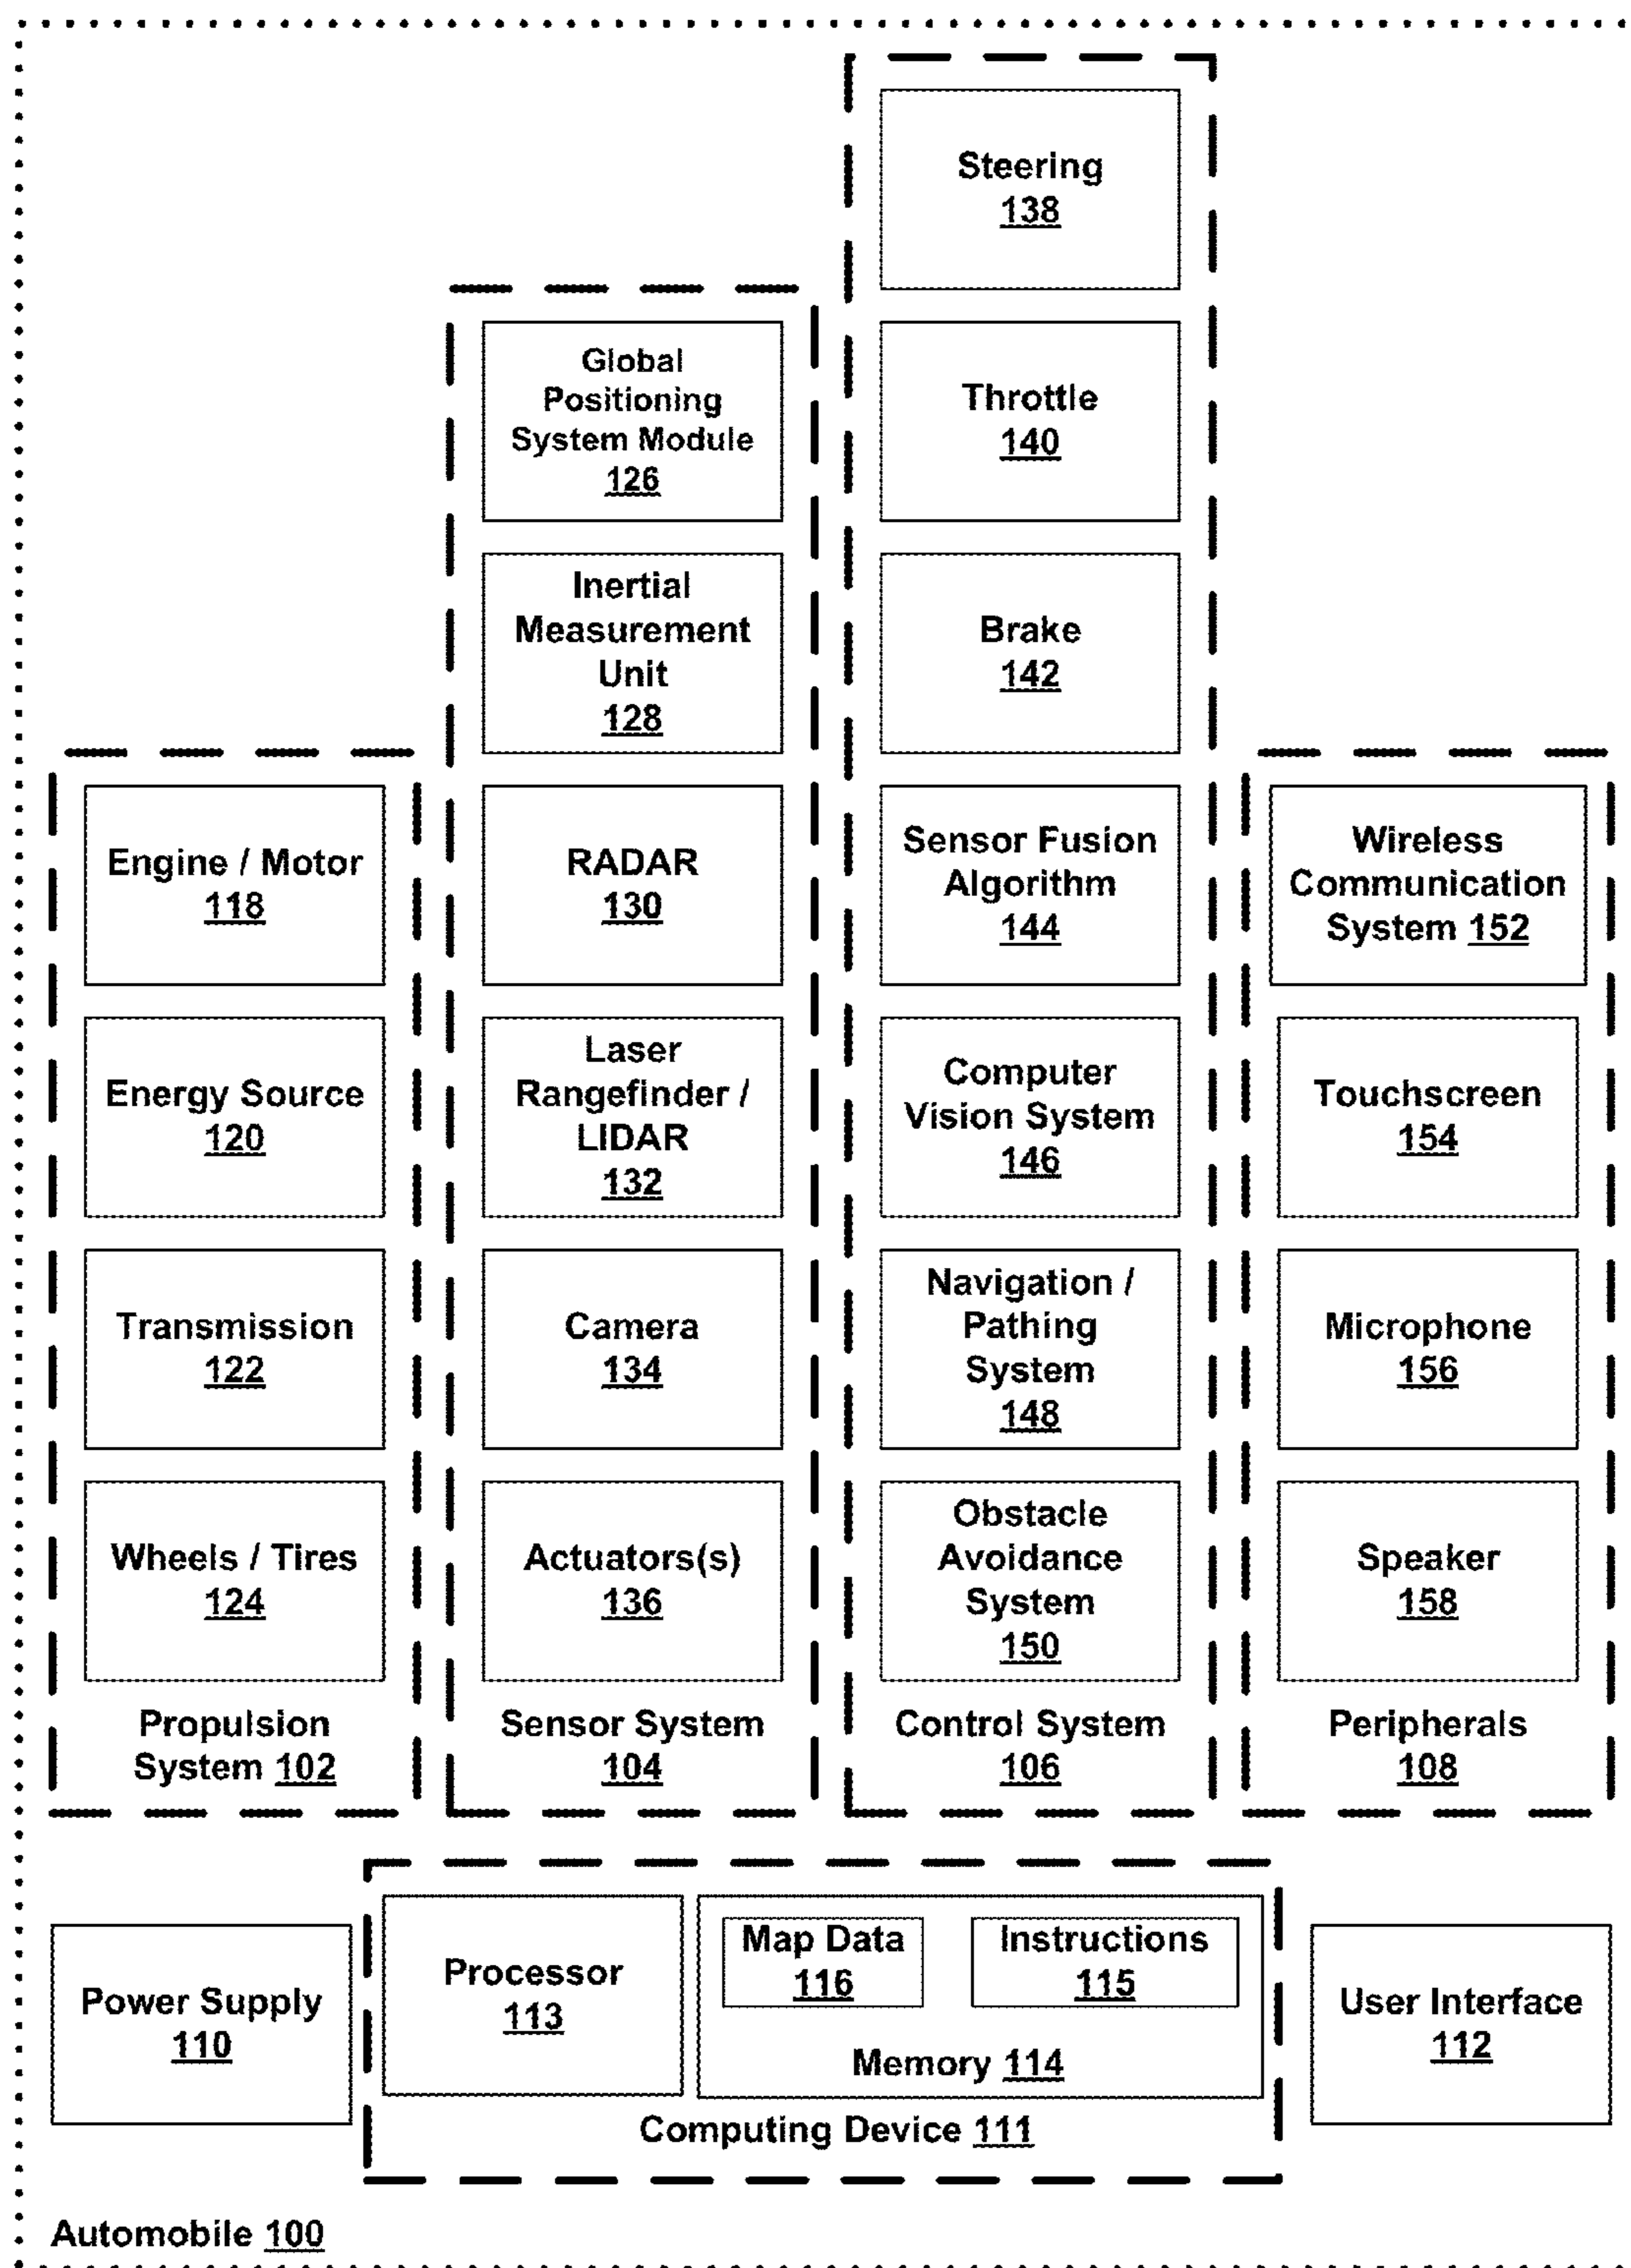 Steering
138
Throttle
140
Brake
142
Sensor Fusion
Algorithm
144
Computer
Vision System
146
Navigation /
Pathing
System
148
Obstacle
Avoidance
System
150
Control System
106
Global
Positioning
System Module
126
Inertial
Measurement
Unit
128
RADAR
130
Laser
Rangefinder /
LIDAR
132
Camera
134
Actuators(s)
136
Sensor System
104
Engine / Motor
118
Energy Source
120
Transmission
122
Wheels / Tires
124
Propulsion
System 102
Wireless
Communication
System 152
Touchscreen
154
Microphone
156
Speaker
158
Peripherals
108
Power Supply
110
Processor
113
Map Data
116
Instructions
115
Memory 114
Computing Device 111
User Interface
112
Automobile 100